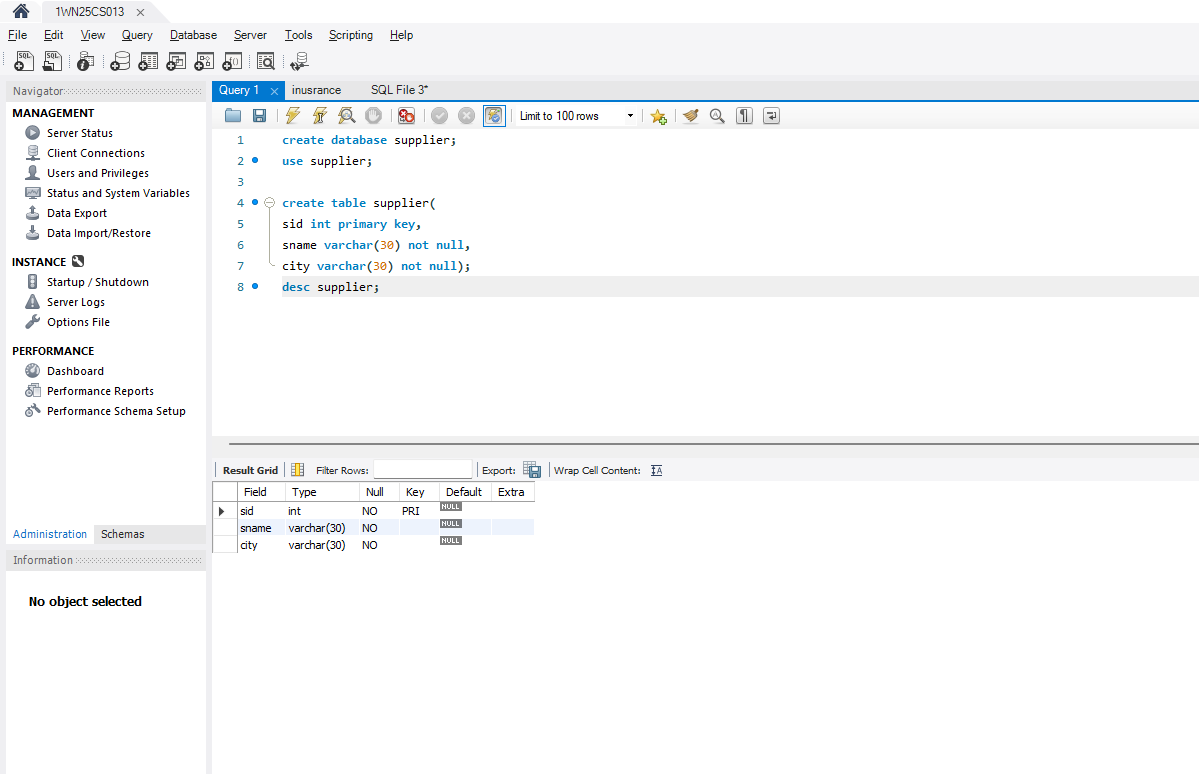 1WN25CS013
File Edit View Query Database Server Tools Scripting Help
Navigator
MANAGEMENT
Server Status
Client Connections
Users and Privileges
Status and System Variables
Data Export
Data Import/Restore
INSTANCE
Startup / Shutdown
Server Logs
Options File
PERFORMANCE
Dashboard
Performance Reports
Performance Schema Setup
Administration Schemas
Information
No object selected
Query 1 inusrance SQL File 3*
Limit to 100 rows
1 create database supplier;
2 use supplier;
3
4 create table supplier(
5 sid int primary key,
6 sname varchar(30) not null,
7 city varchar(30) not null);
8 desc supplier;
Result Grid Filter Rows: Export: Wrap Cell Content:
Field Type Null Key Default Extra
sid int NO PRI NULL
sname varchar(30) NO NULL
city varchar(30) NO NULL